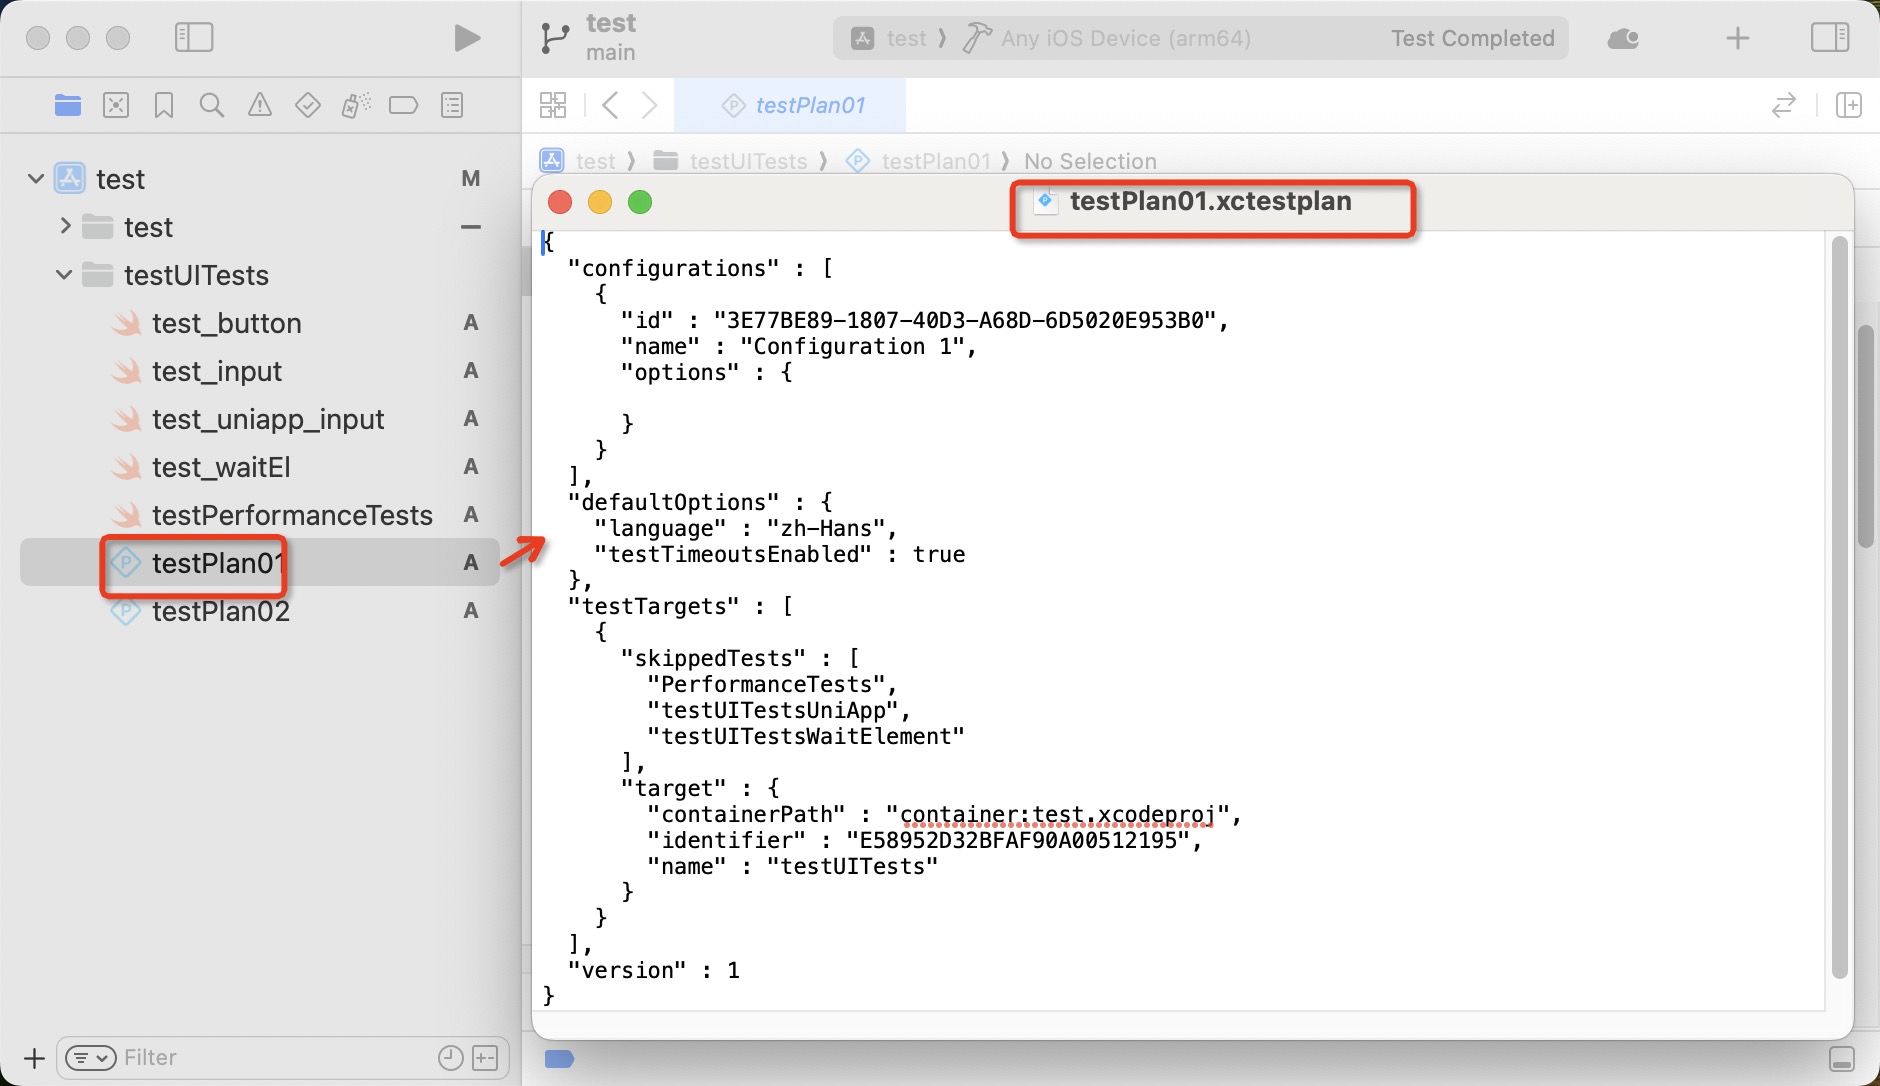 test
main
test ⟩ Any iOS Device (arm64)
Test Completed
testPlan01
test ⟩ testUITests ⟩ testPlan01 ⟩ No Selection
test M
test
testUITests
test_button A
test_input A
test_uniapp_input A
test_waitEl A
testPerformanceTests A
testPlan01 A
testPlan02 A
Filter
testPlan01.xctestplan
{
  "configurations" : [
    {
      "id" : "3E77BE89-1807-40D3-A68D-6D5020E953B0",
      "name" : "Configuration 1",
      "options" : {

      }
    }
  ],
  "defaultOptions" : {
    "language" : "zh-Hans",
    "testTimeoutsEnabled" : true
  },
  "testTargets" : [
    {
      "skippedTests" : [
        "PerformanceTests",
        "testUITestsUniApp",
        "testUITestsWaitElement"
      ],
      "target" : {
        "containerPath" : "container:test.xcodeproj",
        "identifier" : "E58952D32BFAF90A00512195",
        "name" : "testUITests"
      }
    }
  ],
  "version" : 1
}